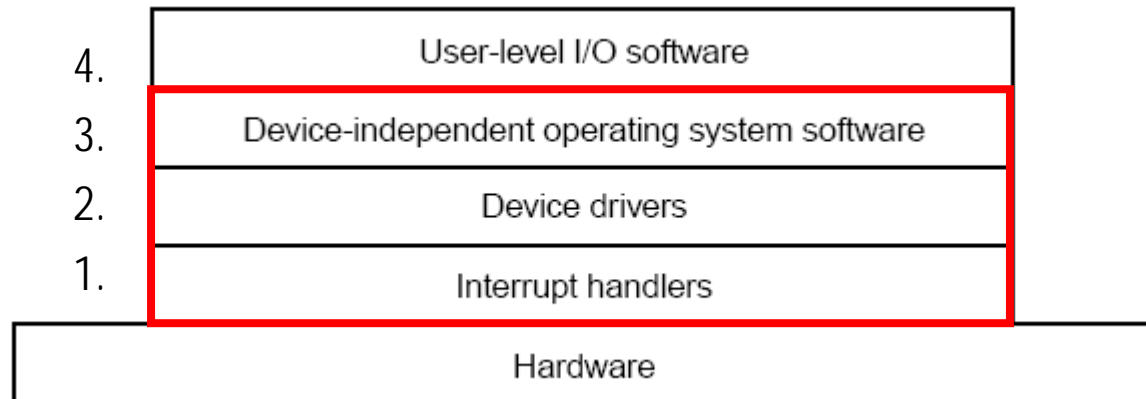 4. User-level I/O software
3. Device-independent operating system software
2. Device drivers
1. Interrupt handlers
Hardware